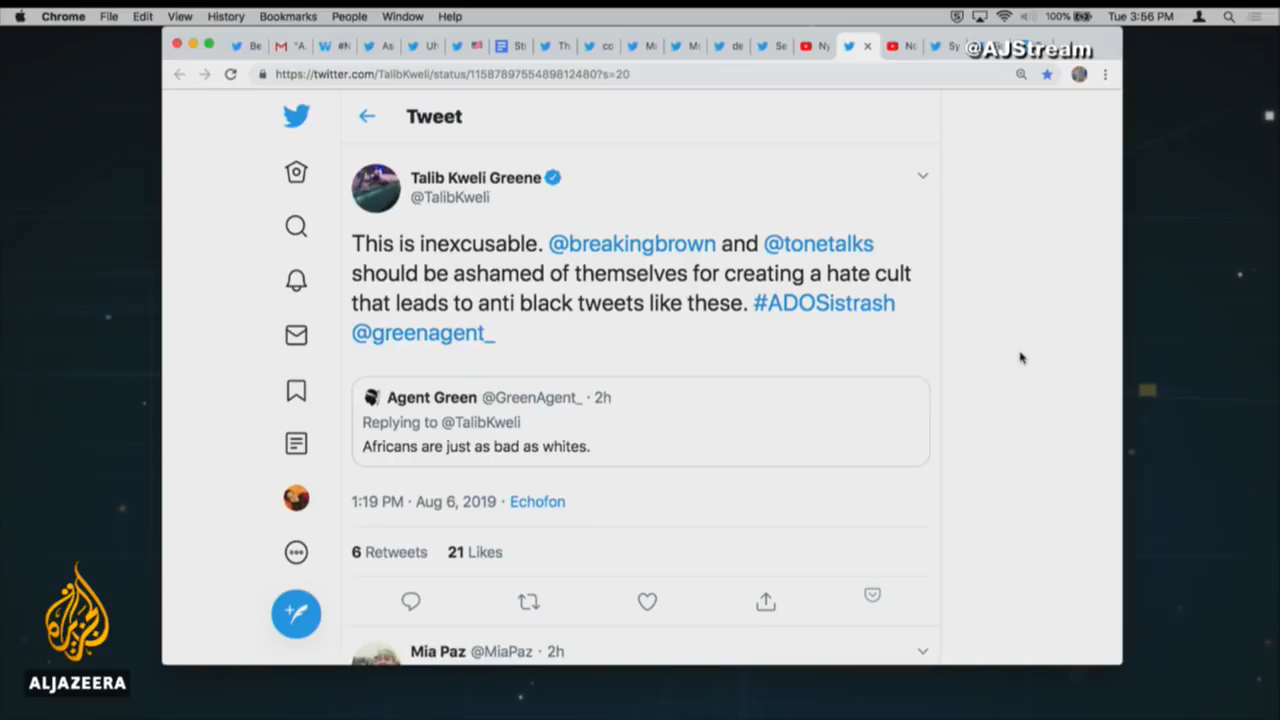 Chrome File Edit View History Bookmarks People Window Help 100% Tue 3:56 PM
@AJStream
https://twitter.com/TalibKweli/status/1158789755489812480?s=20
Tweet
Talib Kweli Greene
@TalibKweli
This is inexcusable. @breakingbrown and @tonetalks
should be ashamed of themselves for creating a hate cult
that leads to anti black tweets like these. #ADOSistrash
@greenagent_
Agent Green @GreenAgent_ · 2h
Replying to @TalibKweli
Africans are just as bad as whites.
1:19 PM · Aug 6, 2019 · Echofon
6 Retweets 21 Likes
Mia Paz @MiaPaz · 2h
الجزيرة
ALJAZEERA